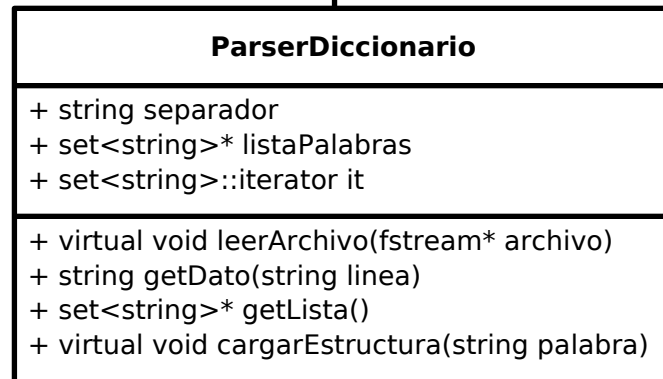 ParserDiccionario
+ string separador
+ set<string>* listaPalabras
+ set<string>::iterator it
+ virtual void leerArchivo(fstream* archivo)
+ string getDato(string linea)
+ set<string>* getLista()
+ virtual void cargarEstructura(string palabra)